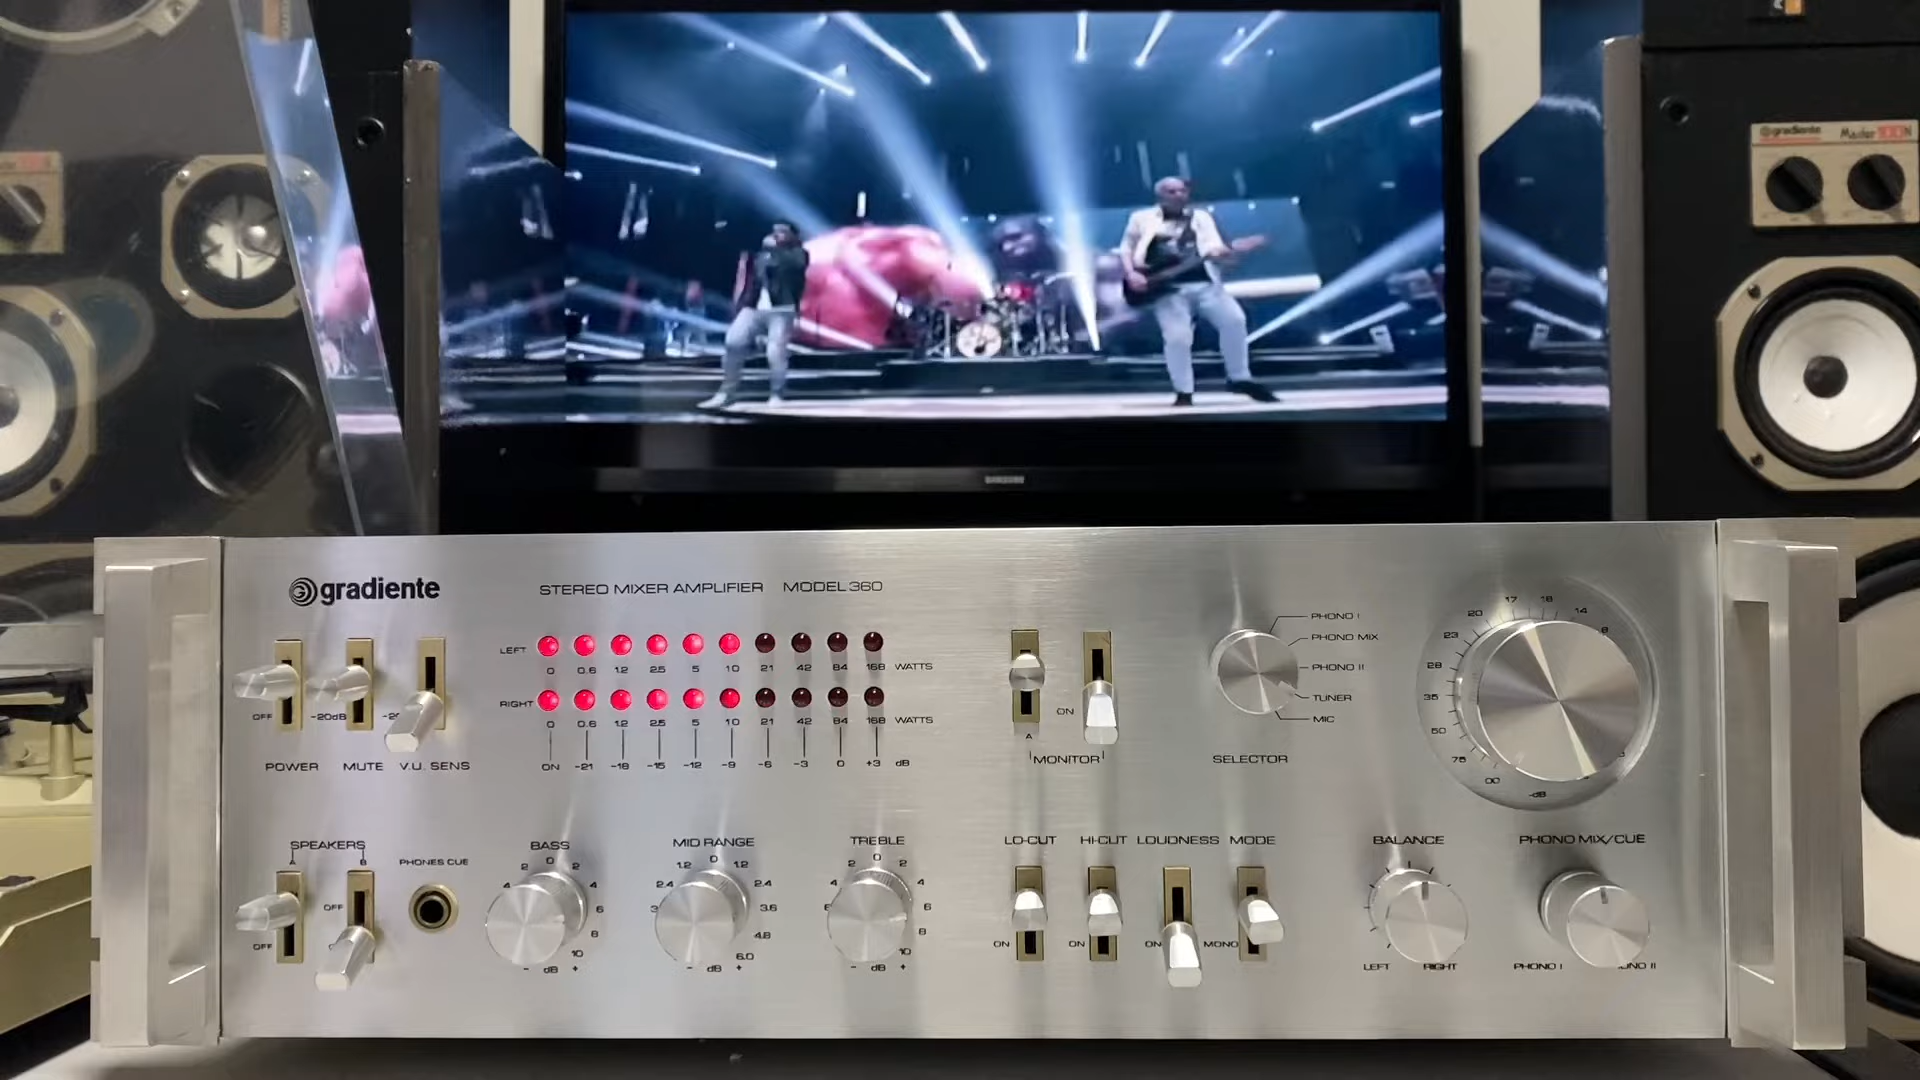 gradiente Master
gradiente
STEREO MIXER AMPLIFIER MODEL 360
LEFT
0 0.6 1.2 2.5 5 10 21 42 84 168 WATTS
RIGHT
0 0.6 1.2 2.5 5 10 21 42 84 168 WATTS
ON -21 -18 -15 -12 -9 -6 -3 0 +3 dB
OFF -20dB
POWER MUTE V.U. SENS
ON
A
MONITOR
PHONO I
PHONO MIX
PHONO II
TUNER
MIC
SELECTOR
8 14 18 17 20 23 28 35 50 75 00
-dB
SPEAKERS
A B
OFF
OFF
PHONES CUE
BASS
2 0 2
4 4
6
8
10
- dB +
MID RANGE
1.2 0 1.2
2.4 2.4
3.6
4.8
6.0
- dB +
TREBLE
2 0 2
4 4
6 6
8
10
- dB +
LO-CUT HI-CUT LOUDNESS MODE
ON ON ON MONO
BALANCE
LEFT RIGHT
PHONO MIX/CUE
PHONO I